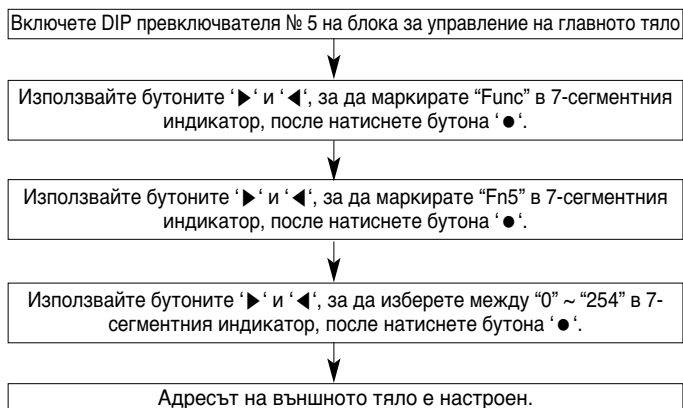 Включете DIP превключвателя № 5 на блока за управление на главното тяло
Използвайте бутоните ‘▶‘ и ‘◀‘, за да маркирате “Func” в 7-сегментния
индикатор, после натиснете бутона ‘●‘.
Използвайте бутоните ‘▶‘ и ‘◀‘, за да маркирате “Fn5” в 7-сегментния
индикатор, после натиснете бутона ‘●‘.
Използвайте бутоните ‘▶‘ и ‘◀‘, за да изберете между “0” ~ “254” в 7-
сегментния индикатор, после натиснете бутона ‘●‘.
Адресът на външното тяло е настроен.